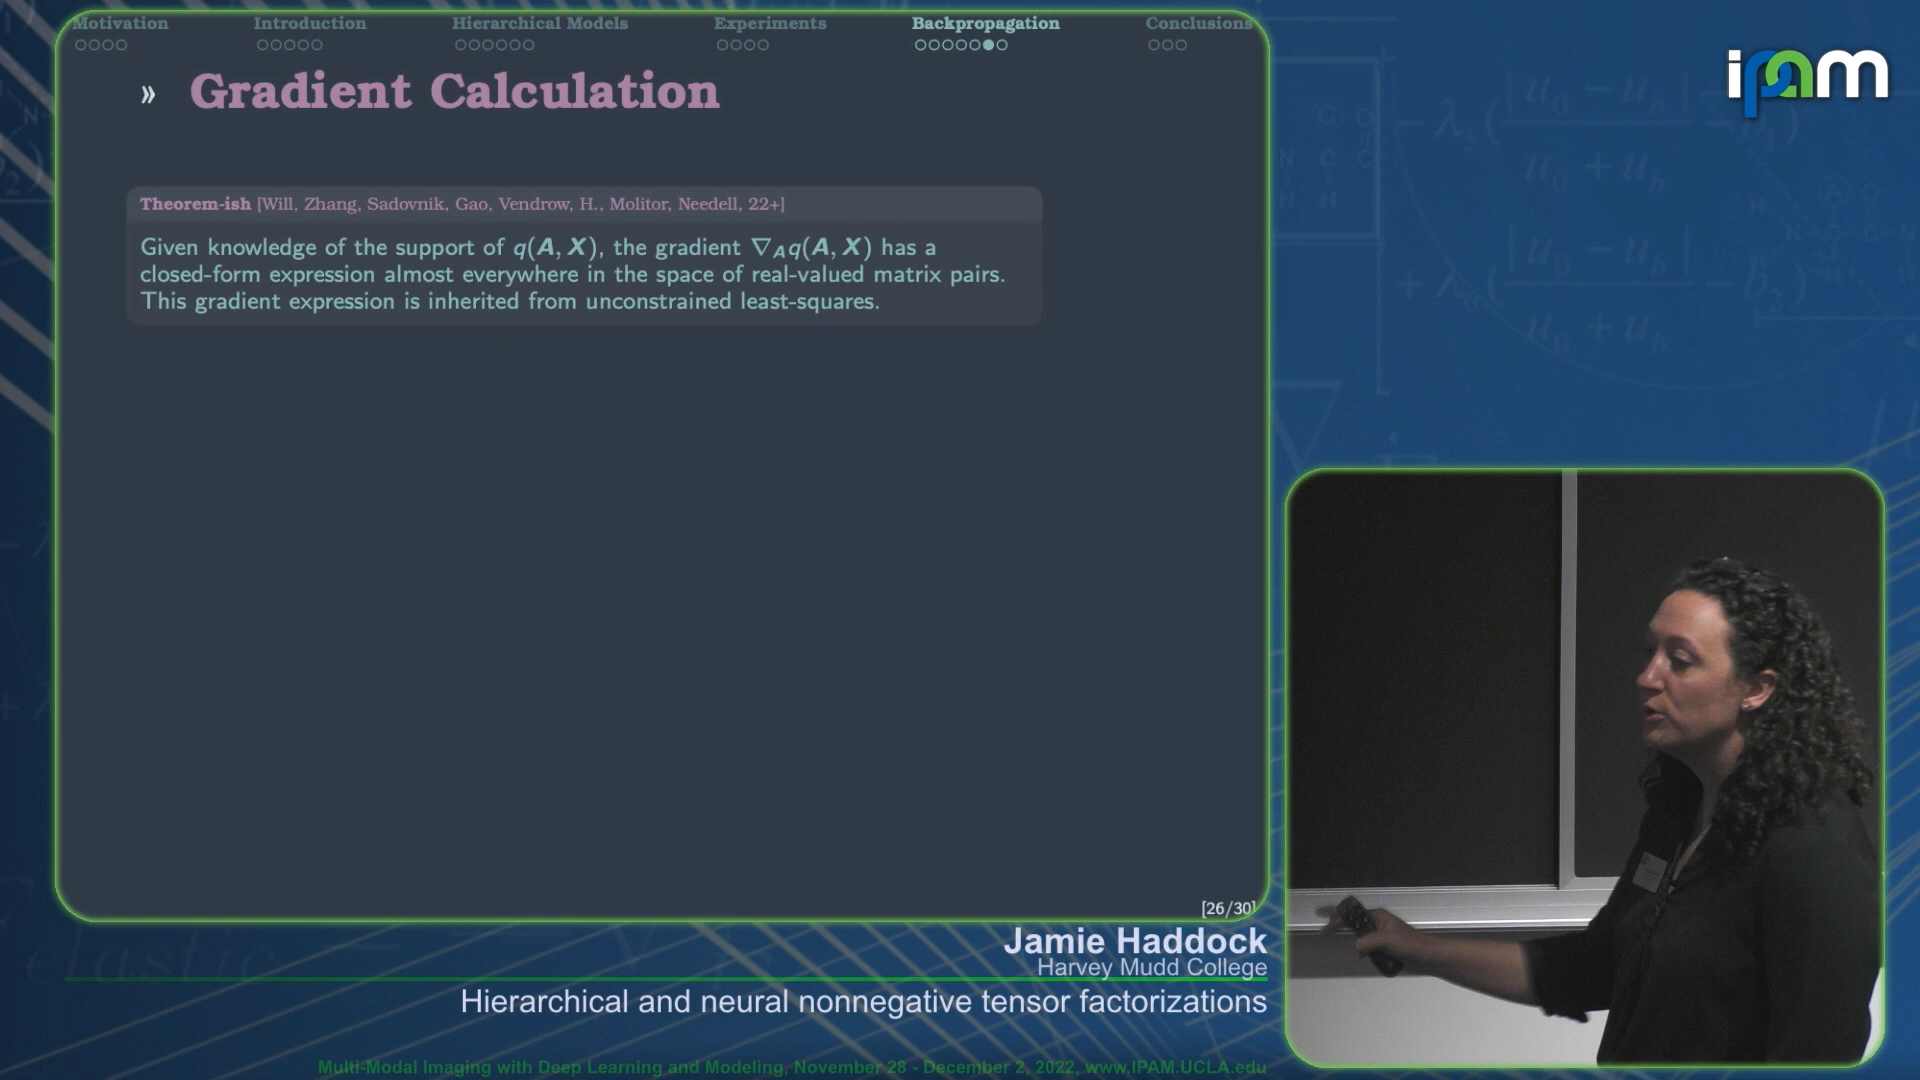 Motivation Introduction Hierarchical Models Experiments Backpropagation Conclusions
» Gradient Calculation
Theorem-ish [Will, Zhang, Sadovnik, Gao, Vendrow, H., Molitor, Needell, 22+]
Given knowledge of the support of q(A, X), the gradient ∇_A q(A, X) has a
closed-form expression almost everywhere in the space of real-valued matrix pairs.
This gradient expression is inherited from unconstrained least-squares.
[26/30]
ipam
Jamie Haddock
Harvey Mudd College
Hierarchical and neural nonnegative tensor factorizations
Multi-Modal Imaging with Deep Learning and Modeling, November 28 - December 2, 2022, www.IPAM.UCLA.edu
elastic